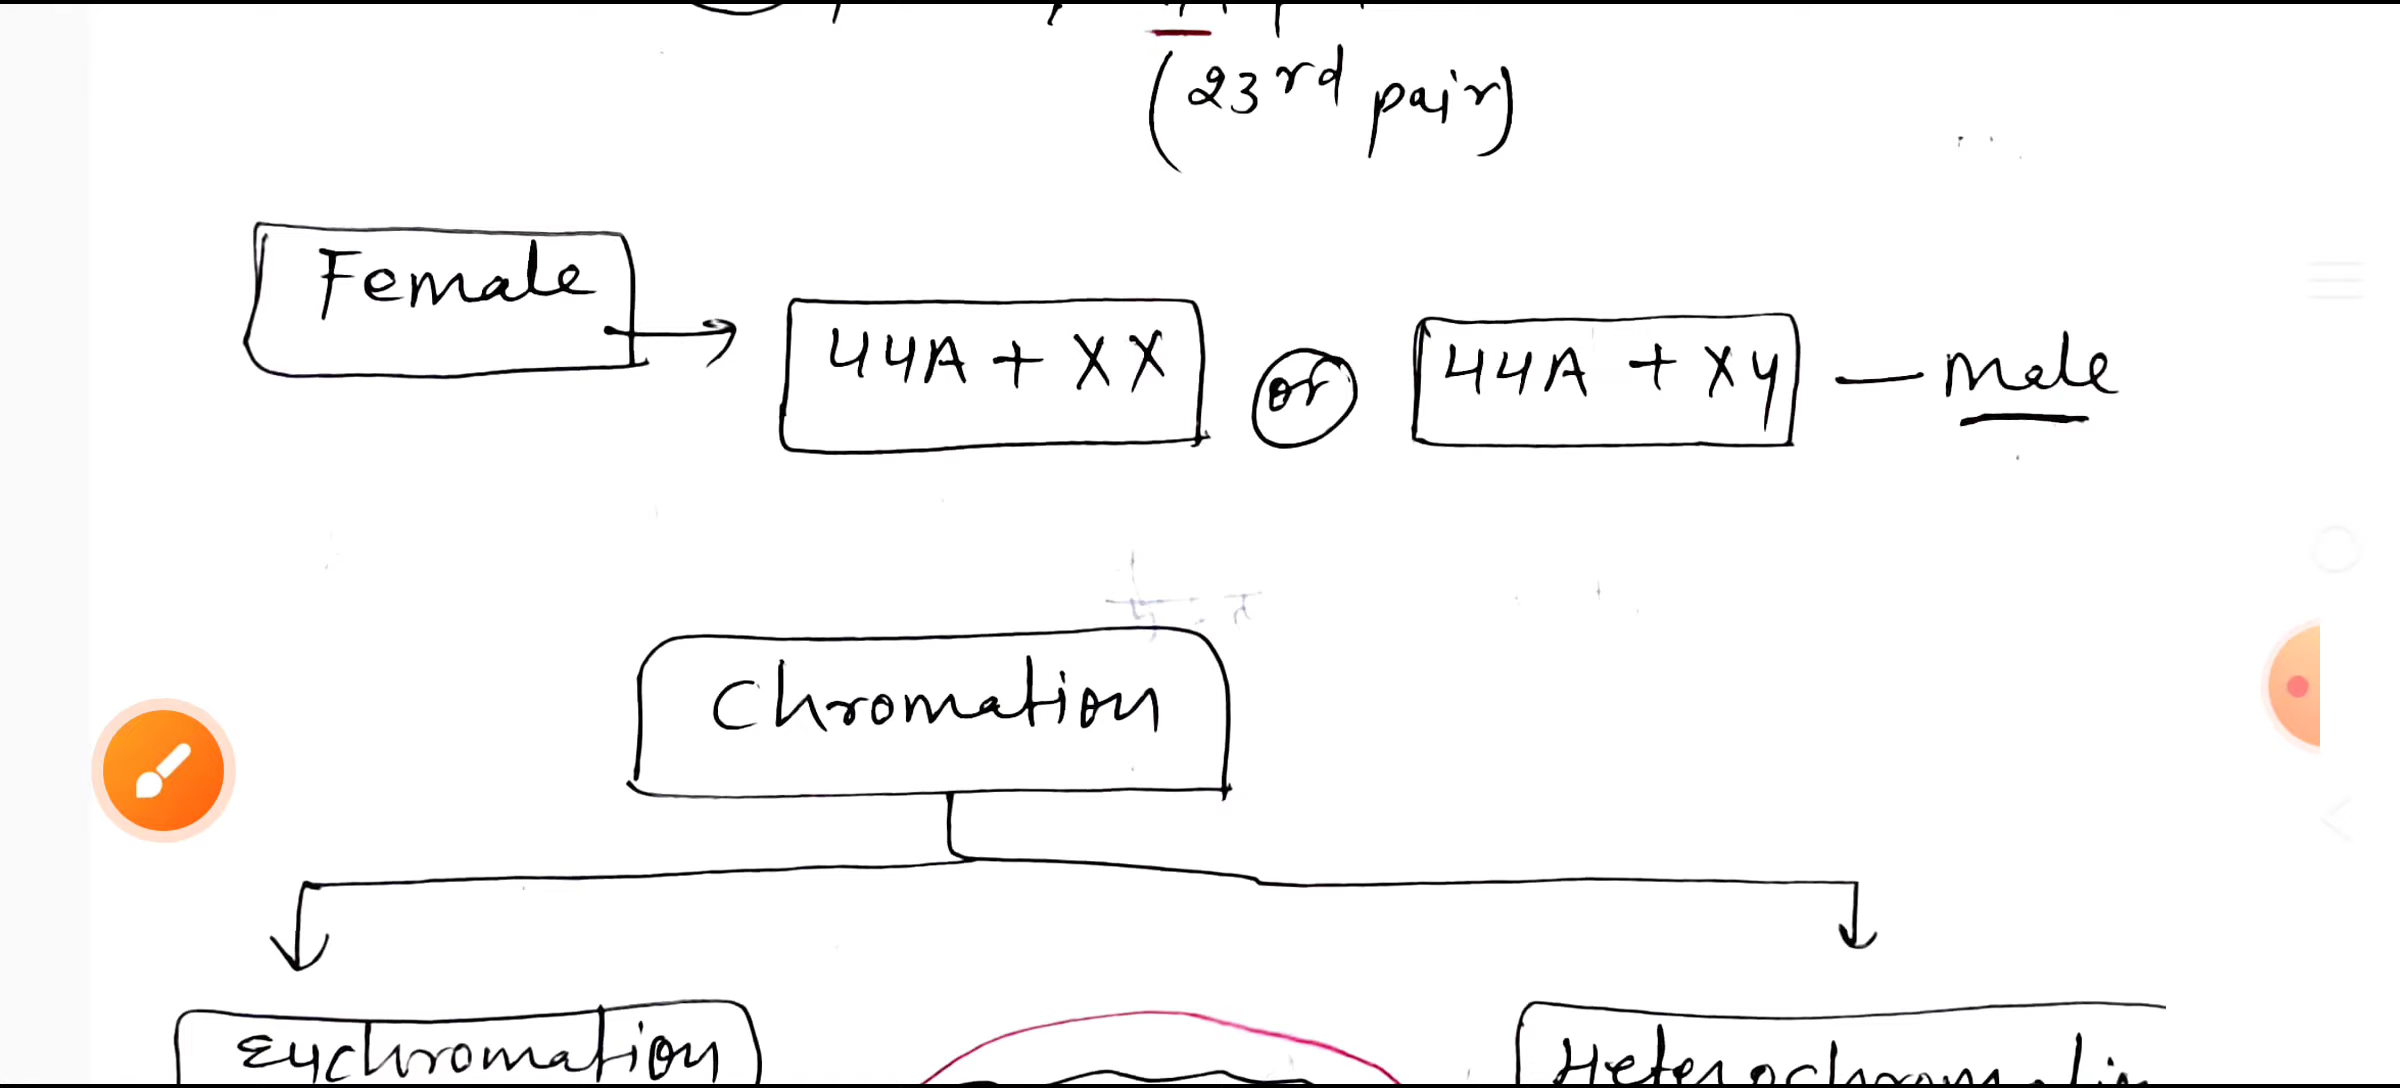 (23rd pair)
Female
44A + XX or 44A + XY — Male
Chromation
Euchromation